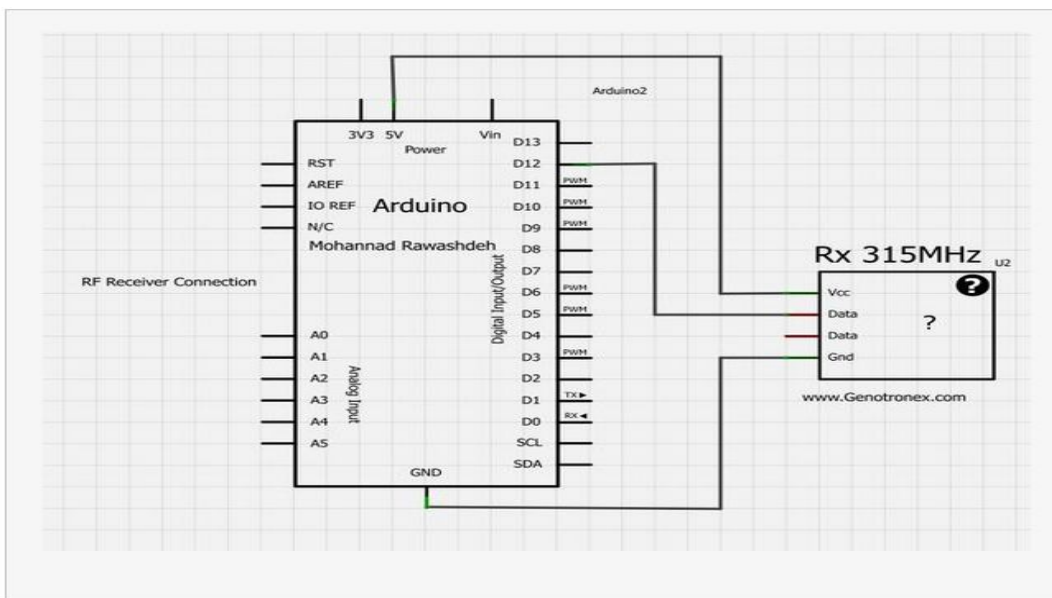 Arduino2
3V3 5V Vin
Power
RST
AREF
IO REF
N/C
Arduino
Mohannad Rawashdeh
RF Receiver Connection
A0
A1
A2
A3
A4
A5
Analog Input
Digital Input/Output
D13
D12
D11 PWM
D10 PWM
D9 PWM
D8
D7
D6 PWM
D5 PWM
D4
D3 PWM
D2
D1 TX▶
D0 RX◀
SCL
SDA
GND
Rx 315MHz
U2
?
Vcc
Data
?
Data
Gnd
www.Genotronex.com